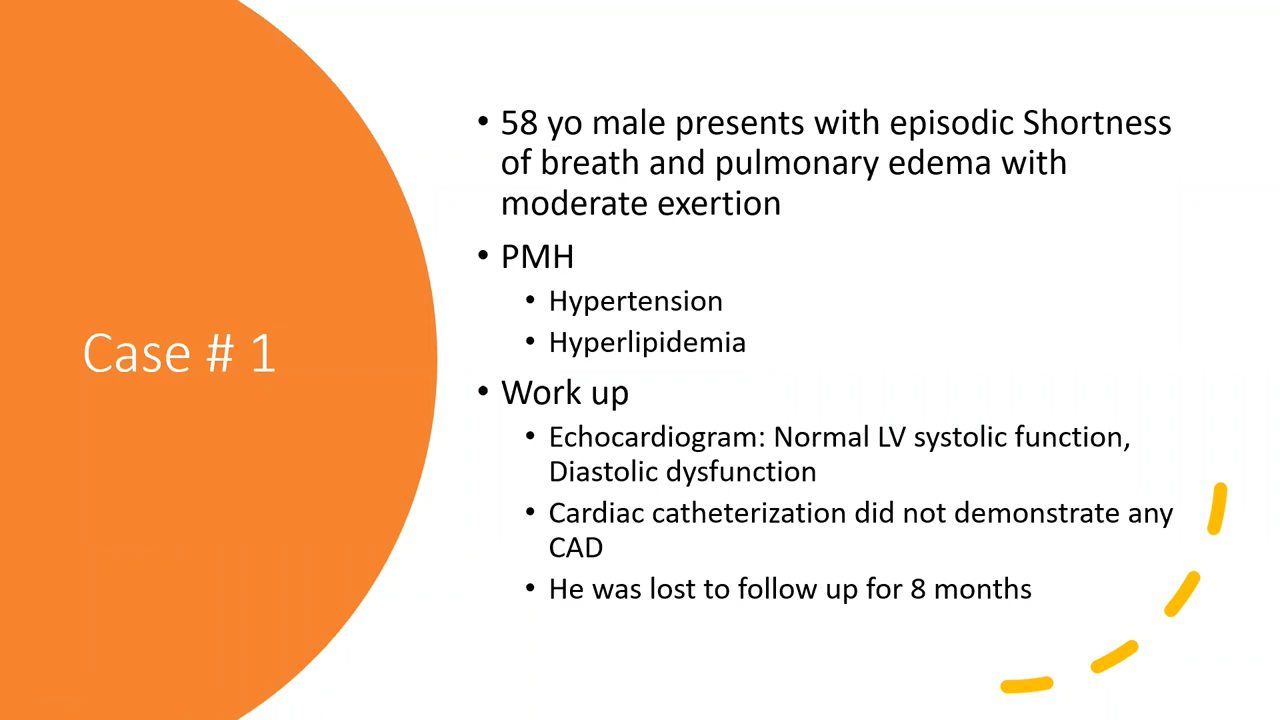 Case # 1
• 58 yo male presents with episodic Shortness
of breath and pulmonary edema with
moderate exertion
• PMH
• Hypertension
• Hyperlipidemia
• Work up
• Echocardiogram: Normal LV systolic function,
Diastolic dysfunction
• Cardiac catheterization did not demonstrate any
CAD
• He was lost to follow up for 8 months